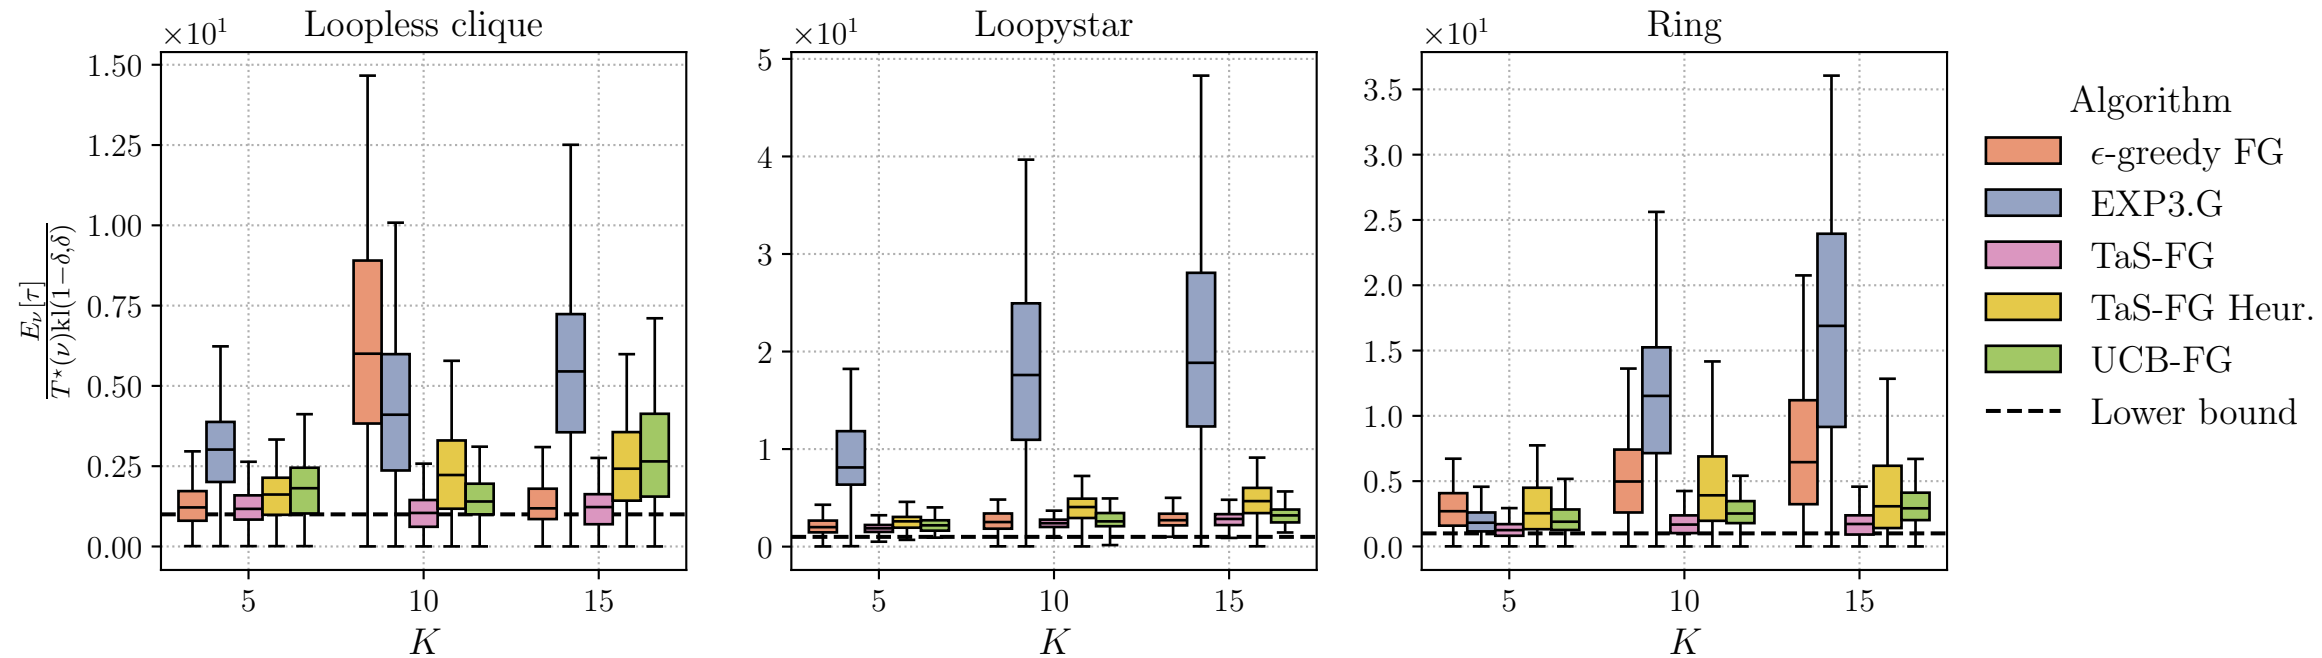 Loopless clique
×10¹
1.50
1.25
1.00
0.75
0.50
0.25
0.00
E_ν[τ]
T⋆(ν)kl(1−δ,δ)
5 10 15
K
Loopystar
×10¹
5
4
3
2
1
0
5 10 15
K
Ring
×10¹
3.5
3.0
2.5
2.0
1.5
1.0
0.5
0.0
5 10 15
K
Algorithm
ϵ-greedy FG
EXP3.G
TaS-FG
TaS-FG Heur.
UCB-FG
Lower bound